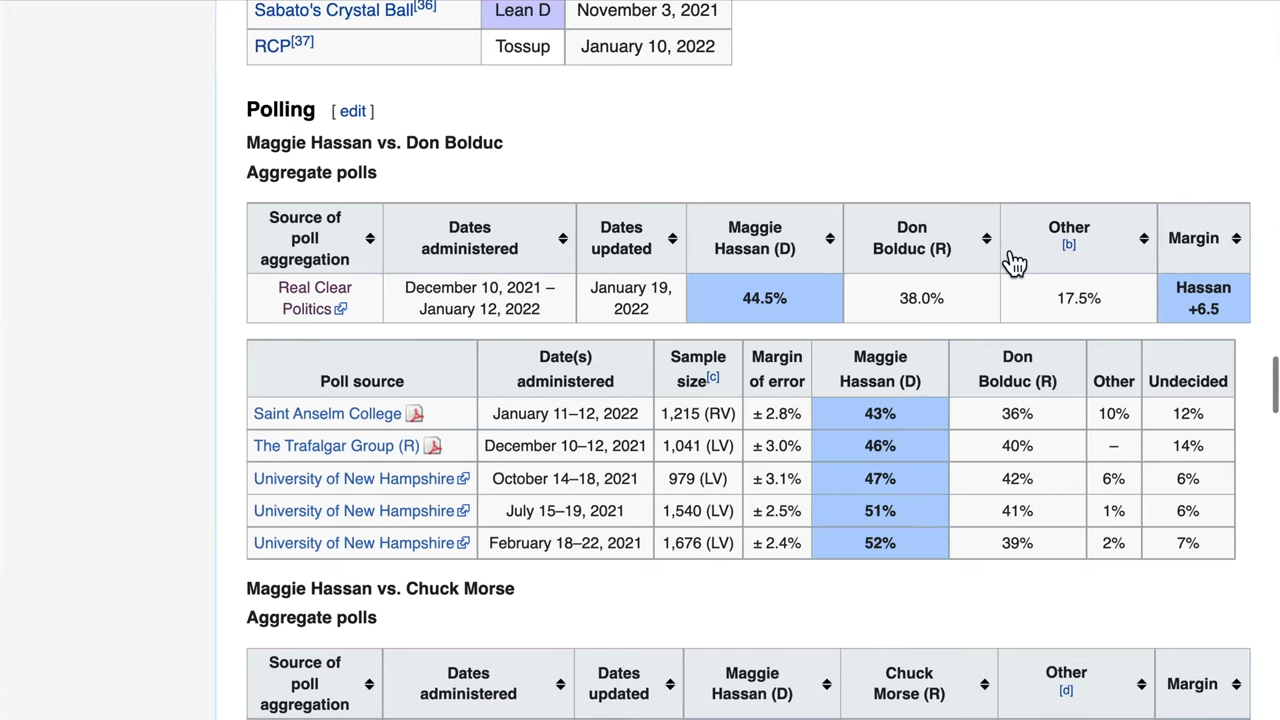 Sabato's Crystal Ball[36] Lean D November 3, 2021
RCP[37] Tossup January 10, 2022
Polling [ edit ]
Maggie Hassan vs. Don Bolduc
Aggregate polls
Source of poll aggregation Dates administered Dates updated Maggie Hassan (D) Don Bolduc (R) Other [b] Margin
Real Clear Politics December 10, 2021 – January 12, 2022 January 19, 2022 44.5% 38.0% 17.5% Hassan +6.5
Poll source Date(s) administered Sample size[c] Margin of error Maggie Hassan (D) Don Bolduc (R) Other Undecided
Saint Anselm College January 11–12, 2022 1,215 (RV) ± 2.8% 43% 36% 10% 12%
The Trafalgar Group (R) December 10–12, 2021 1,041 (LV) ± 3.0% 46% 40% – 14%
University of New Hampshire October 14–18, 2021 979 (LV) ± 3.1% 47% 42% 6% 6%
University of New Hampshire July 15–19, 2021 1,540 (LV) ± 2.5% 51% 41% 1% 6%
University of New Hampshire February 18–22, 2021 1,676 (LV) ± 2.4% 52% 39% 2% 7%
Maggie Hassan vs. Chuck Morse
Aggregate polls
Source of poll aggregation Dates administered Dates updated Maggie Hassan (D) Chuck Morse (R) Other [d] Margin